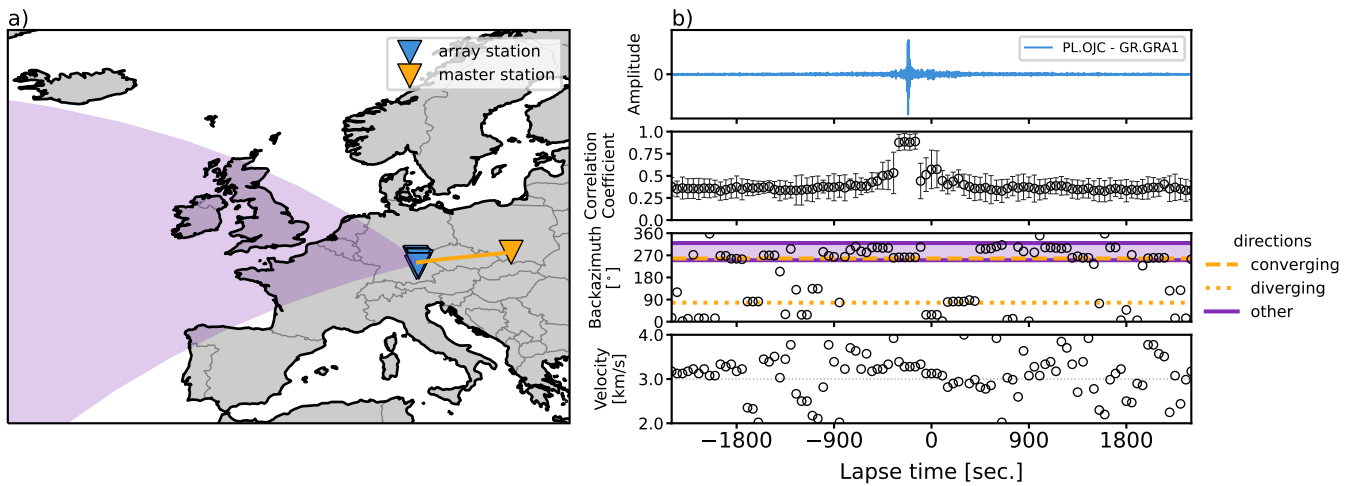 a)
array station
master station
b)
Amplitude
0
PL.OJC - GR.GRA1
Correlation
Coefficient
1.0
0.75
0.5
0.25
0.0
Backazimuth
[°]
360
270
180
90
0
directions
converging
diverging
other
Velocity
[km/s]
4.0
3.0
2.0
−1800
−900
0
900
1800
Lapse time [sec.]